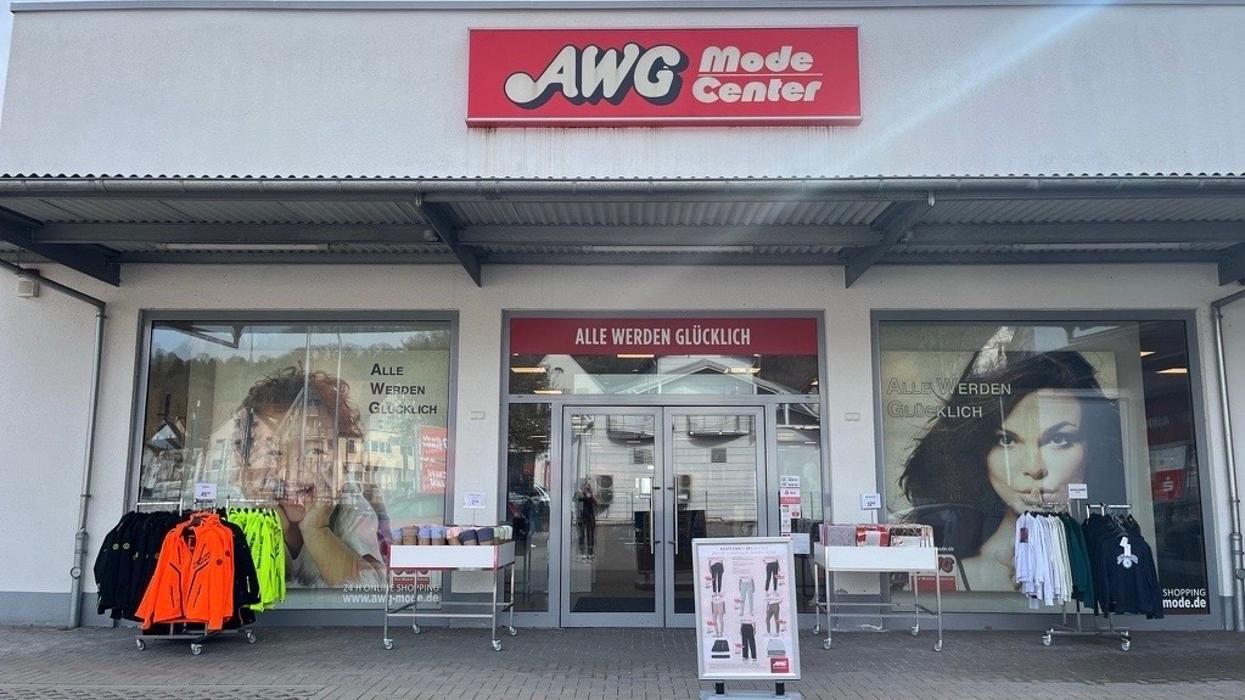 AWG Mode
Center
ALLE WERDEN GLÜCKLICH
ALLE
WERDEN
GLÜCKLICH
ALLE WERDEN
GLÜCKLICH
24 H ONLINE SHOPPING
www.awg-mode.de
SHOPPING
mode.de
AWG